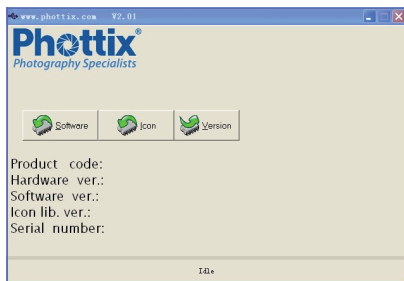 www.phottix.com V2.01
Phottix®
Photography Specialists
Software Icon Version
Product code:
Hardware ver.:
Software ver.:
Icon lib. ver.:
Serial number:
Idle